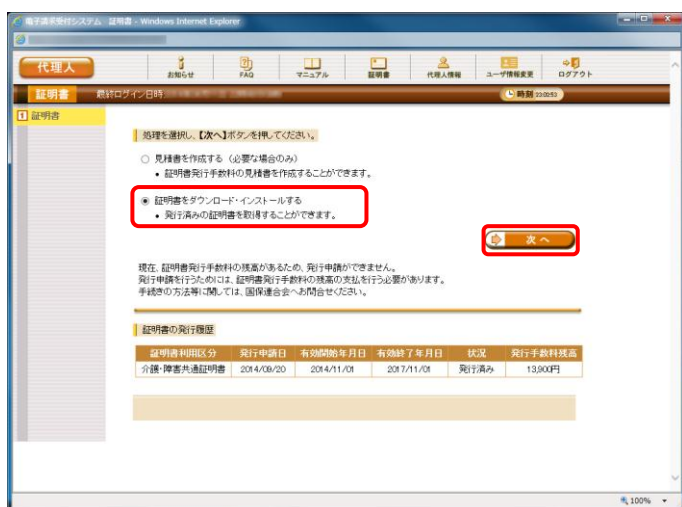 電子請求受付システム 証明書 - Windows Internet Explorer
代理人
お知らせ
FAQ
マニュアル
証明書
代理人情報
ユーザ情報変更
ログアウト
証明書 最終ログイン日時
時刻
証明書
処理を選択し、【次へ】ボタンを押してください。
見積書を作成する (必要な場合のみ)
• 証明書発行手数料の見積書を作成することができます。
証明書をダウンロード・インストールする
• 発行済みの証明書を取得することができます。
次へ
現在、証明書発行手数料の残高があるため、発行申請ができません。
発行申請を行うためには、証明書発行手数料の残高の支払を行う必要があります。
手続きの方法等に関しては、国保連合会へお問合せください。
証明書の発行履歴
証明書利用区分 発行申請日 有効開始年月日 有効終了年月日 状況 発行手数料残高
介護・障害共通証明書 2014/09/20 2014/11/01 2017/11/01 発行済み 13,900円
100%